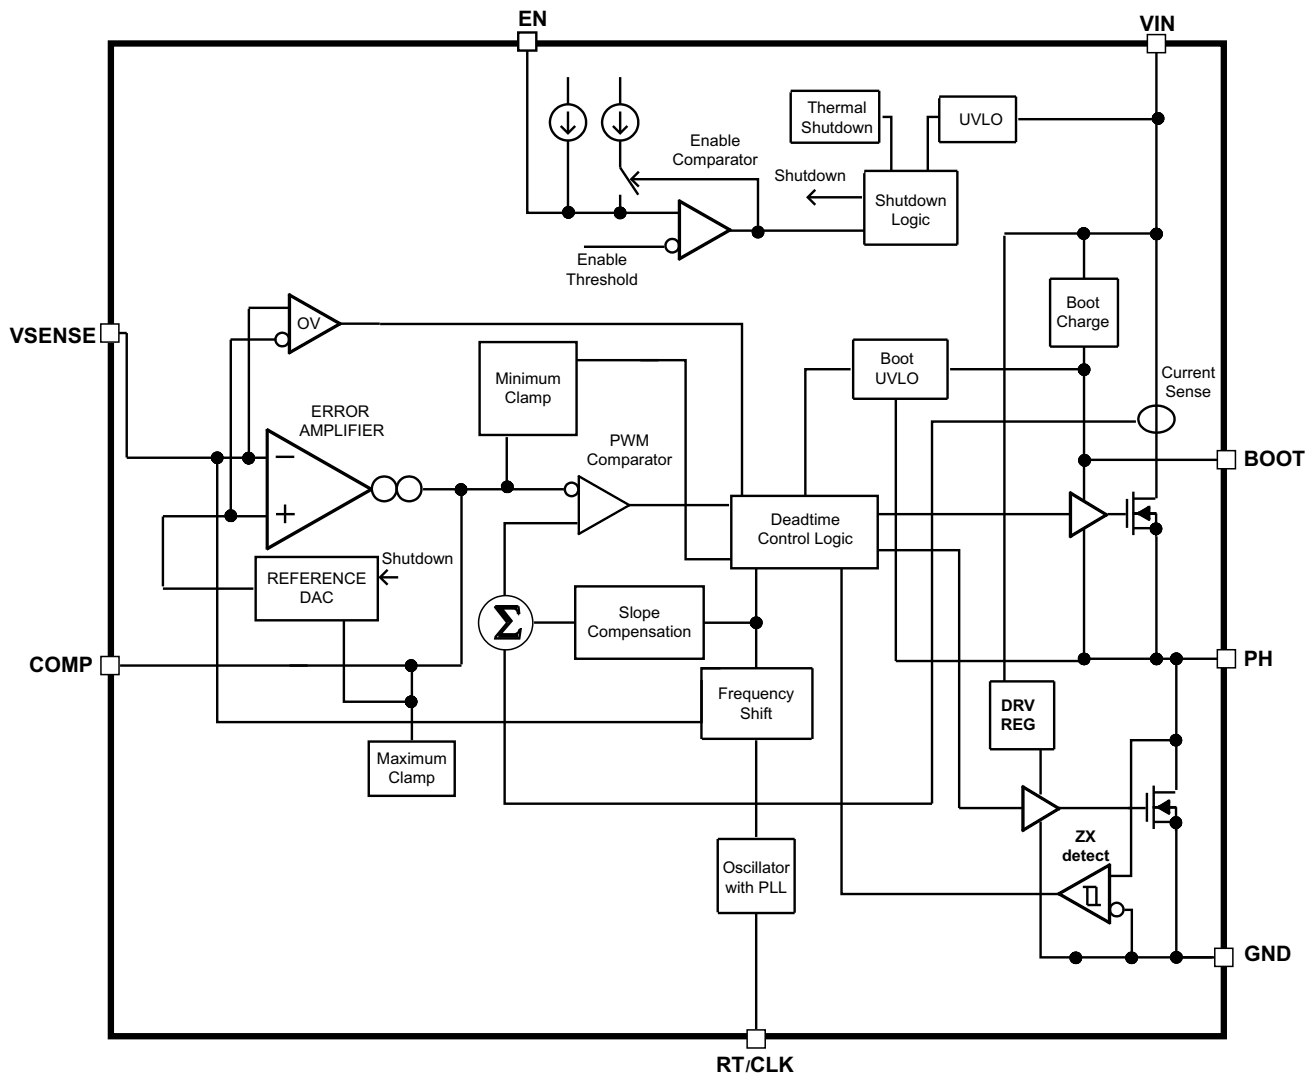 EN
VIN
Thermal
Shutdown
UVLO
Enable
Comparator
Shutdown
Shutdown
Logic
Enable
Threshold
Boot
Charge
OV
VSENSE
Minimum
Clamp
Boot
UVLO
Current
Sense
ERROR
AMPLIFIER
PWM
Comparator
BOOT
−
+
Deadtime
Control Logic
Shutdown
REFERENCE
DAC
Σ
Slope
Compensation
COMP
PH
Frequency
Shift
DRV
REG
Maximum
Clamp
ZX
detect
Oscillator
with PLL
GND
RT/CLK